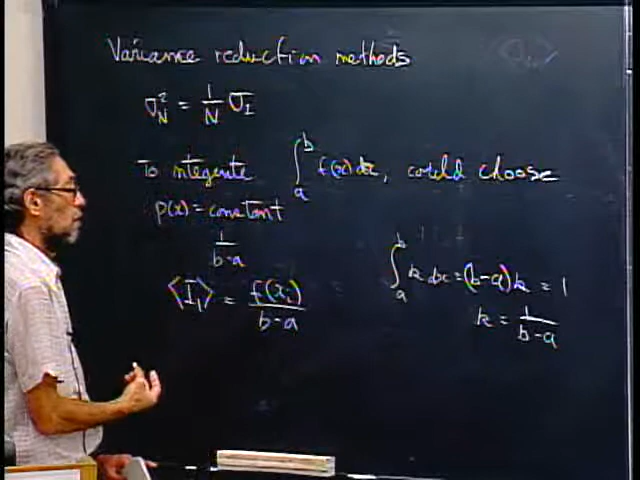 Variance reduction methods
σ_N² = 1/N σ_I
To integrate ∫_a^b f(x) dx, could choose
p(x) = constant
1/(b-a)
∫_a^b k dx = (b-a)k = 1
⟨I_1⟩ = f(x_i)/(b-a)
k = 1/(b-a)